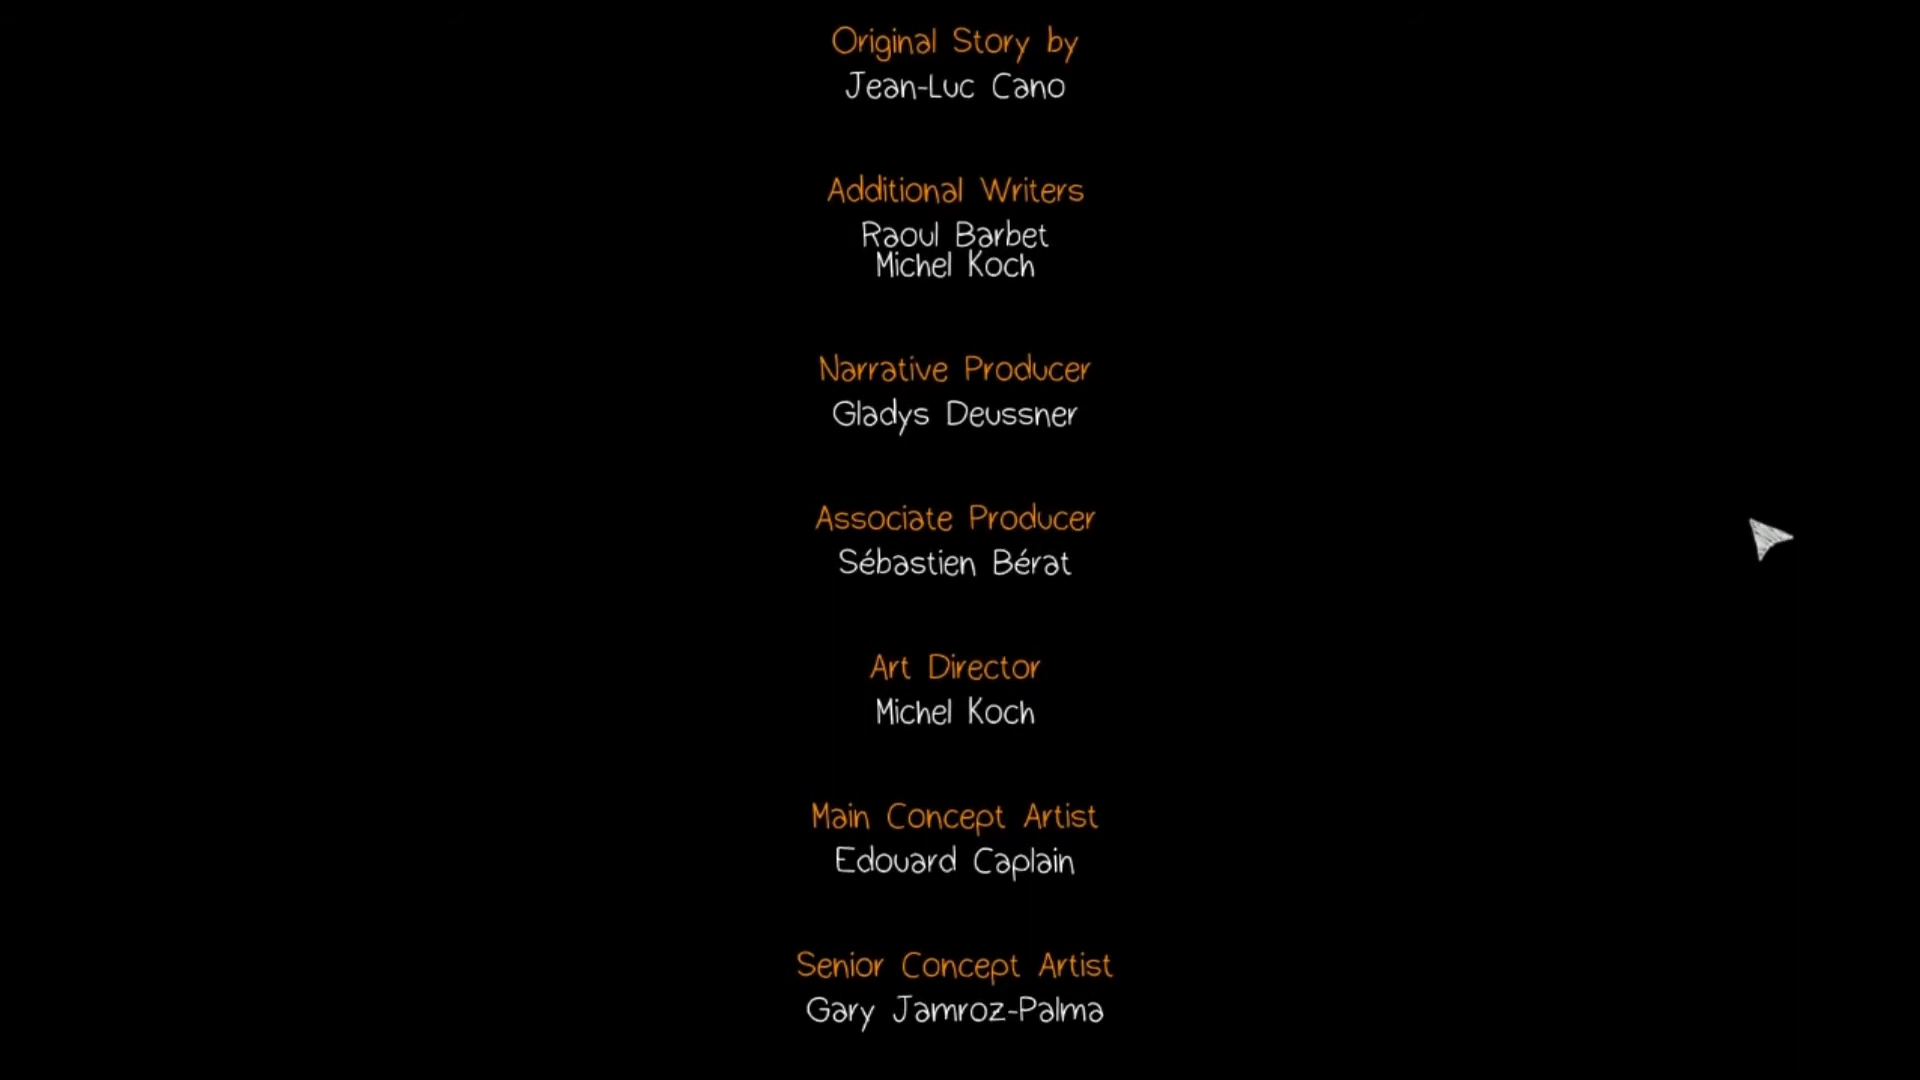 Original Story by
Jean-Luc Cano
Additional Writers
Raoul Barbet
Michel Koch
Narrative Producer
Gladys Deussner
Associate Producer
Sébastien Bérat
Art Director
Michel Koch
Main Concept Artist
Edouard Caplain
Senior Concept Artist
Gary Jamroz-Palma